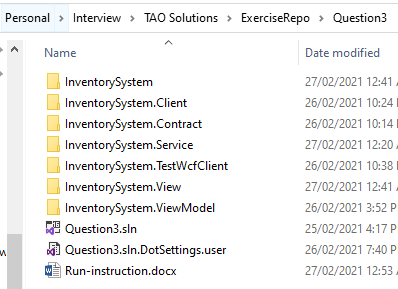 Personal > Interview > TAO Solutions > ExerciseRepo > Question3
Name Date modified
InventorySystem 27/02/2021 12:41
InventorySystem.Client 26/02/2021 10:24
InventorySystem.Contract 26/02/2021 10:14
InventorySystem.Service 27/02/2021 12:20
InventorySystem.TestWcfClient 26/02/2021 10:38
InventorySystem.View 27/02/2021 12:41
InventorySystem.ViewModel 26/02/2021 3:52 P
Question3.sln 25/02/2021 4:17 P
Question3.sln.DotSettings.user 26/02/2021 7:40 P
Run-instruction.docx 27/02/2021 12:53